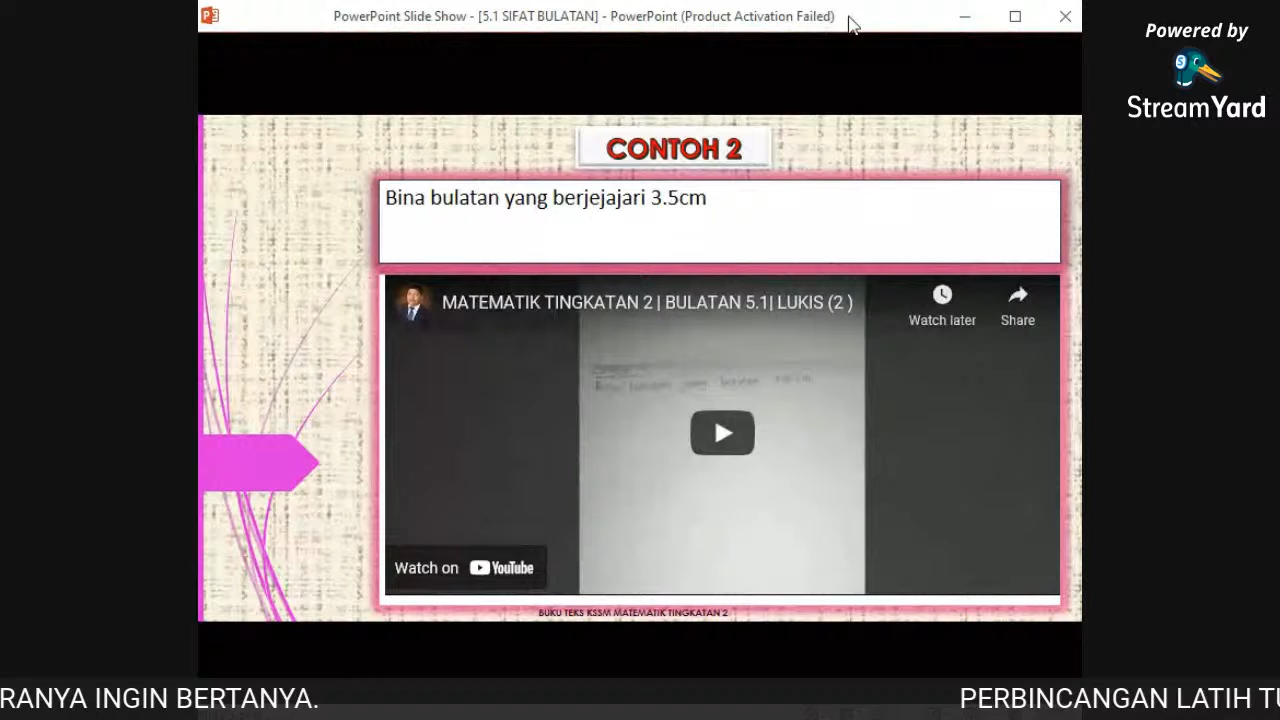 PowerPoint Slide Show - [5.1 SIFAT BULATAN] - PowerPoint (Product Activation Failed)
Powered by
StreamYard
CONTOH 2
Bina bulatan yang berjejajari 3.5cm
MATEMATIK TINGKATAN 2 | BULATAN 5.1| LUKIS (2 )
Watch later
Share
Watch on YouTube
BUKU TEKS KSSM MATEMATIK TINGKATAN 2
RANYA INGIN BERTANYA.
PERBINCANGAN LATIH TU